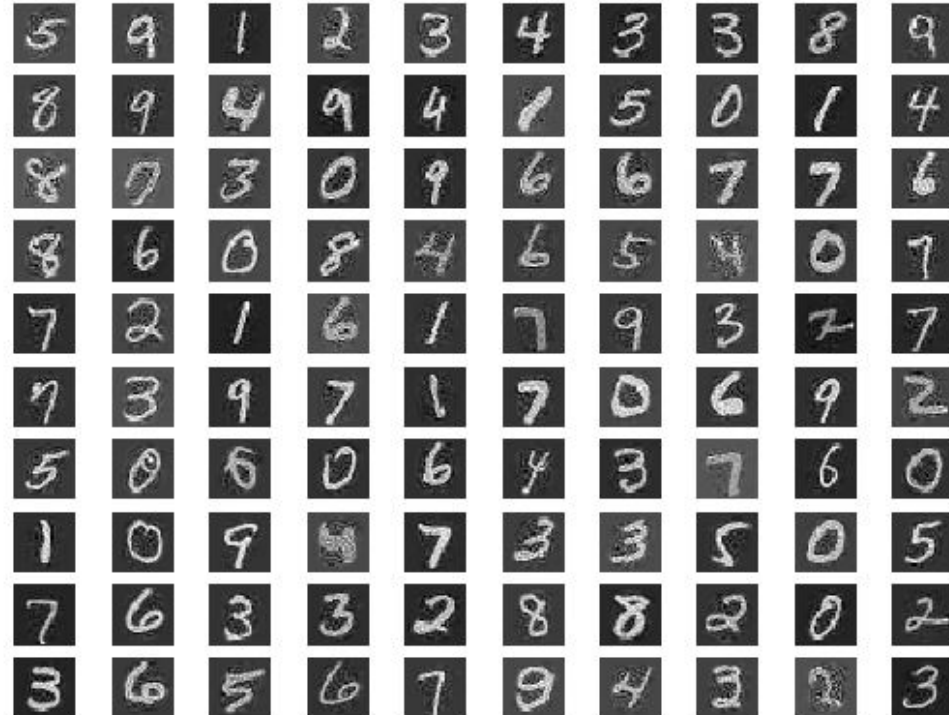 5 9 1 2 3 4 3 3 8 9
8 9 4 9 4 1 5 0 1 4
8 7 3 0 9 6 6 7 7 6
8 6 0 8 4 6 5 4 0 7
7 2 1 6 1 7 9 3 7
7 3 9 7 1 7 0 6 9 2
5 0 6 0 6 4 3 7 6 0
1 0 9 4 7 3 3 5 0 5
7 6 3 3 2 8 8 2 0 2
3 6 5 6 7 9 4 3 3